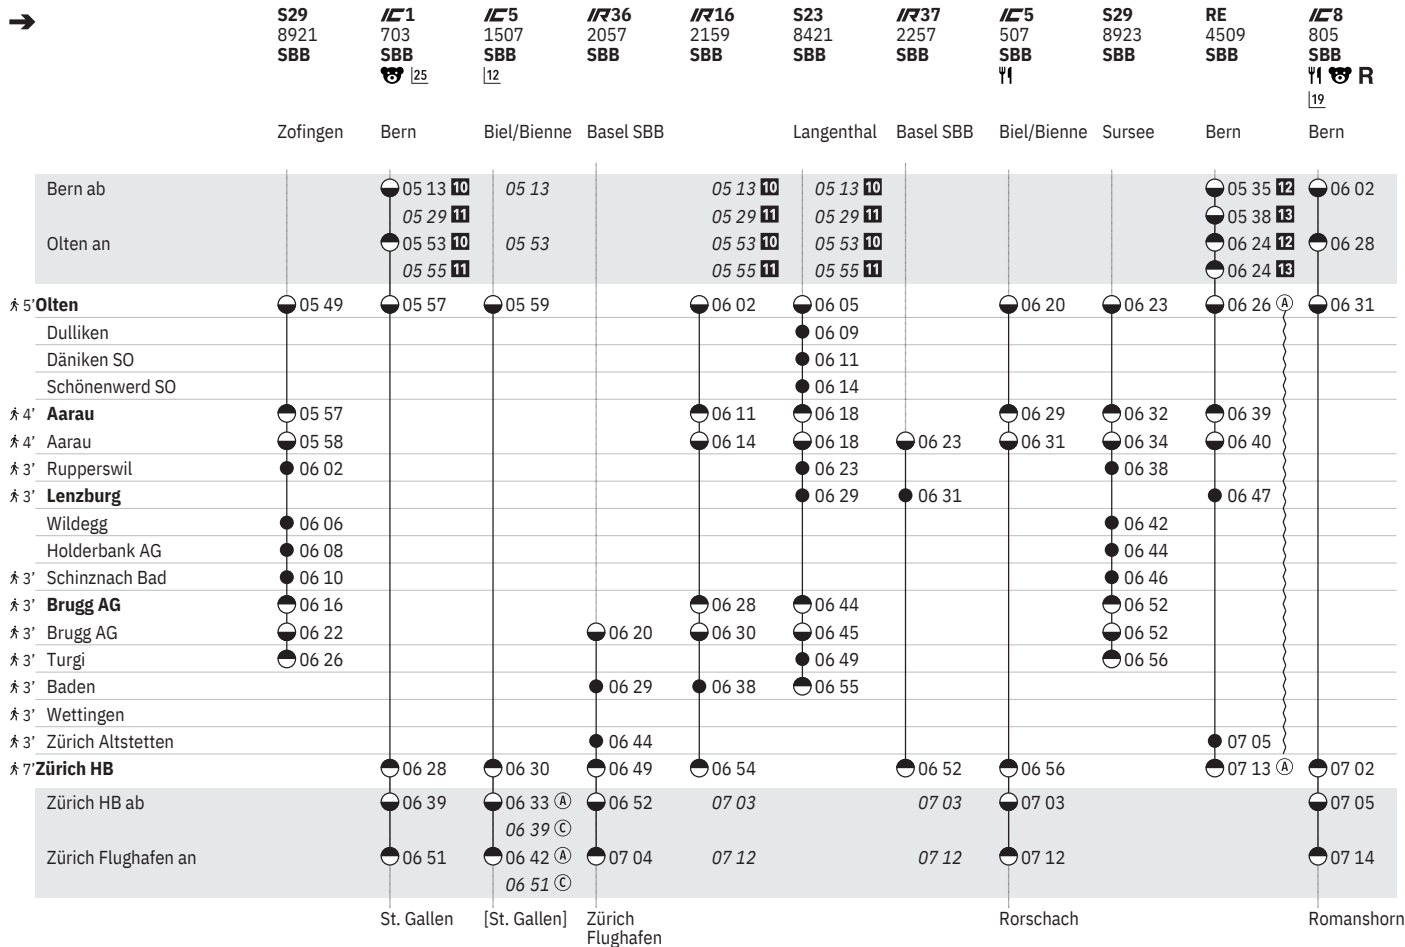 S29 IC1 IC5 IR36 IR16 S23 IR37 IC5 S29 RE IC8
8921 703 1507 2057 2159 8421 2257 507 8923 4509 805
SBB SBB SBB SBB SBB SBB SBB SBB SBB SBB SBB
25 12 R
19
Zofingen Bern Biel/Bienne Basel SBB Langenthal Basel SBB Biel/Bienne Sursee Bern Bern
Bern ab 05 13 10 05 13 05 13 10 05 13 10 05 35 12 06 02
05 29 11 05 29 11 05 29 11 05 38 13
Olten an 05 53 10 05 53 05 53 10 05 53 10 06 24 12 06 28
05 55 11 05 55 11 05 55 11 06 24 13
5' Olten 05 49 05 57 05 59 06 02 06 05 06 20 06 23 06 26 A 06 31
Dulliken 06 09
Däniken SO 06 11
Schönenwerd SO 06 14
4' Aarau 05 57 06 11 06 18 06 29 06 32 06 39
4' Aarau 05 58 06 14 06 18 06 23 06 31 06 34 06 40
3' Rupperswil 06 02 06 23 06 38
3' Lenzburg 06 29 06 31 06 47
Wildegg 06 06 06 42
Holderbank AG 06 08 06 44
3' Schinznach Bad 06 10 06 46
3' Brugg AG 06 16 06 28 06 44 06 52
3' Brugg AG 06 22 06 20 06 30 06 45 06 52
3' Turgi 06 26 06 49 06 56
3' Baden 06 29 06 38 06 55
3' Wettingen
3' Zürich Altstetten 06 44 07 05
7' Zürich HB 06 28 06 30 06 49 06 54 06 52 06 56 07 13 A 07 02
Zürich HB ab 06 39 06 33 A 06 52 07 03 07 03 07 03 07 05
06 39 C
Zürich Flughafen an 06 51 06 42 A 07 04 07 12 07 12 07 12 07 14
06 51 C
St. Gallen [St. Gallen] Zürich Rorschach Romanshorn
Flughafen